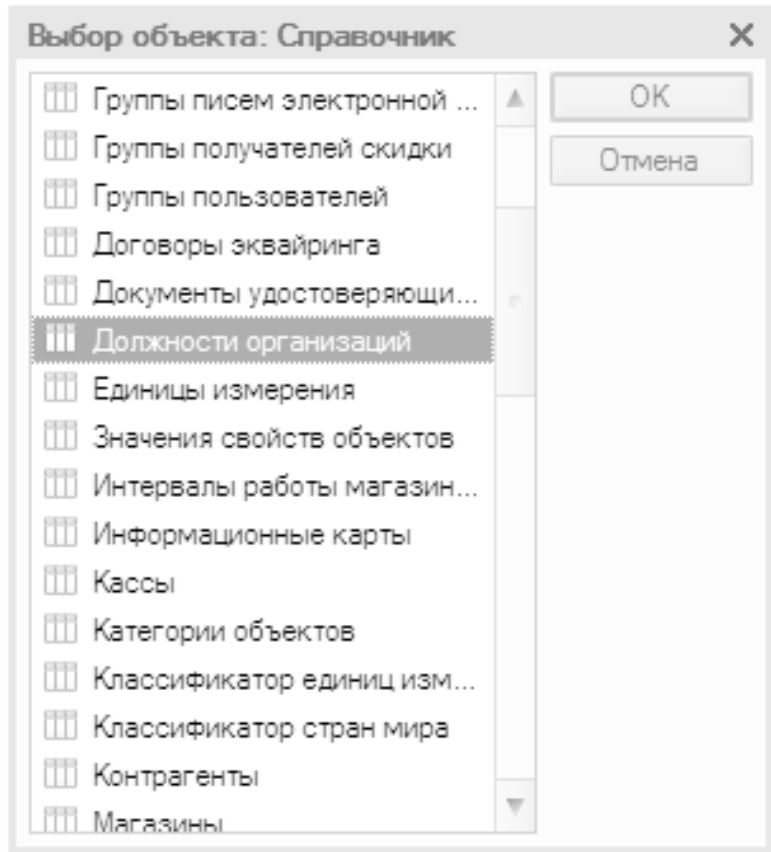 Выбор объекта: Справочник
Группы писем электронной ...
Группы получателей скидки
Группы пользователей
Договоры эквайринга
Документы удостоверяющи...
Должности организаций
Единицы измерения
Значения свойств объектов
Интервалы работы магазин...
Информационные карты
Кассы
Категории объектов
Классификатор единиц изм...
Классификатор стран мира
Контрагенты
Магазины
OK
Отмена